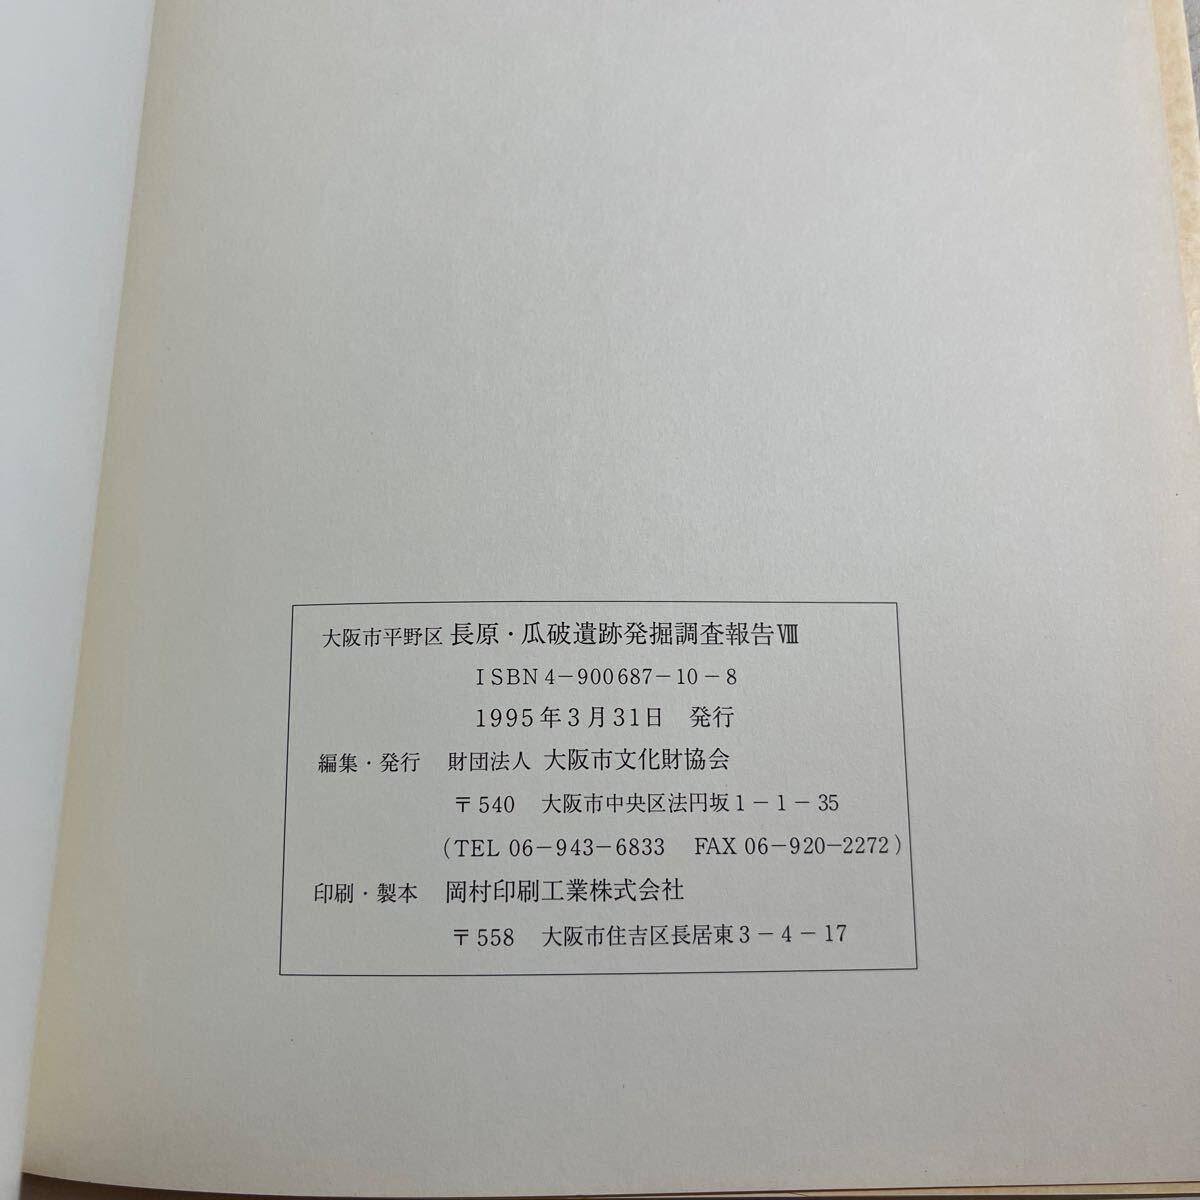 大阪市平野区 長原・瓜破遺跡発掘調査報告Ⅷ
ISBN4-900687-10-8
1995年3月31日 発行
編集・発行 財団法人 大阪市文化財協会
〒540 大阪市中央区法円坂1-1-35
(TEL 06-943-6833 FAX 06-920-2272)
印刷・製本 岡村印刷工業株式会社
〒558 大阪市住吉区長居東3-4-17